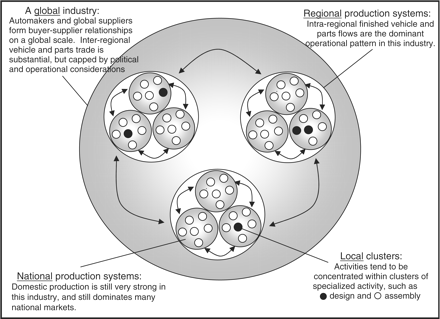 A global industry:
Automakers and global suppliers
form buyer-supplier relationships
on a global scale. Inter-regional
vehicle and parts trade is
substantial, but capped by political
and operational considerations
Regional production systems:
Intra-regional finished vehicle and
parts flows are the dominant
operational pattern in this industry.
National production systems:
Domestic production is still very strong in
this industry, and still dominates many
national markets.
Local clusters:
Activities tend to be
concentrated within clusters of
specialized activity, such as
design and assembly